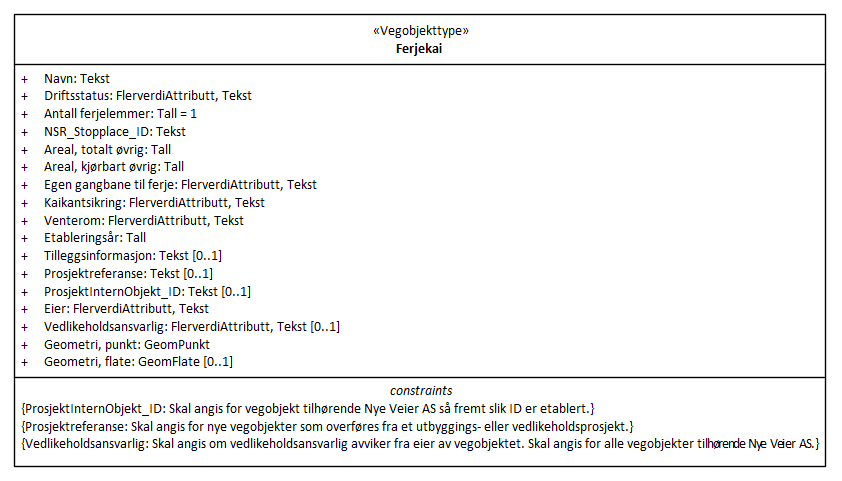 «Vegobjekttype»
Ferjekai
+ Navn: Tekst
+ Driftsstatus: FlerverdiAttributt, Tekst
+ Antall ferjelemmer: Tall = 1
+ NSR_Stopplace_ID: Tekst
+ Areal, totalt øvrig: Tall
+ Areal, kjørbart øvrig: Tall
+ Egen gangbane til ferje: FlerverdiAttributt, Tekst
+ Kaikantsikring: FlerverdiAttributt, Tekst
+ Venterom: FlerverdiAttributt, Tekst
+ Etableringsår: Tall
+ Tilleggsinformasjon: Tekst [0..1]
+ Prosjektreferanse: Tekst [0..1]
+ ProsjektInternObjekt_ID: Tekst [0..1]
+ Eier: FlerverdiAttributt, Tekst
+ Vedlikeholdsansvarlig: FlerverdiAttributt, Tekst [0..1]
+ Geometri, punkt: GeomPunkt
+ Geometri, flate: GeomFlate [0..1]
constraints
{ProsjektInternObjekt_ID: Skal angis for vegobjekt tilhørende Nye Veier AS så fremt slik ID er etablert.}
{Prosjektreferanse: Skal angis for nye vegobjekter som overføres fra et utbyggings- eller vedlikeholdsprosjekt.}
{Vedlikeholdsansvarlig: Skal angis om vedlikeholdsansvarlig avviker fra eier av vegobjektet. Skal angis for alle vegobjekter tilhørende Nye Veier AS.}